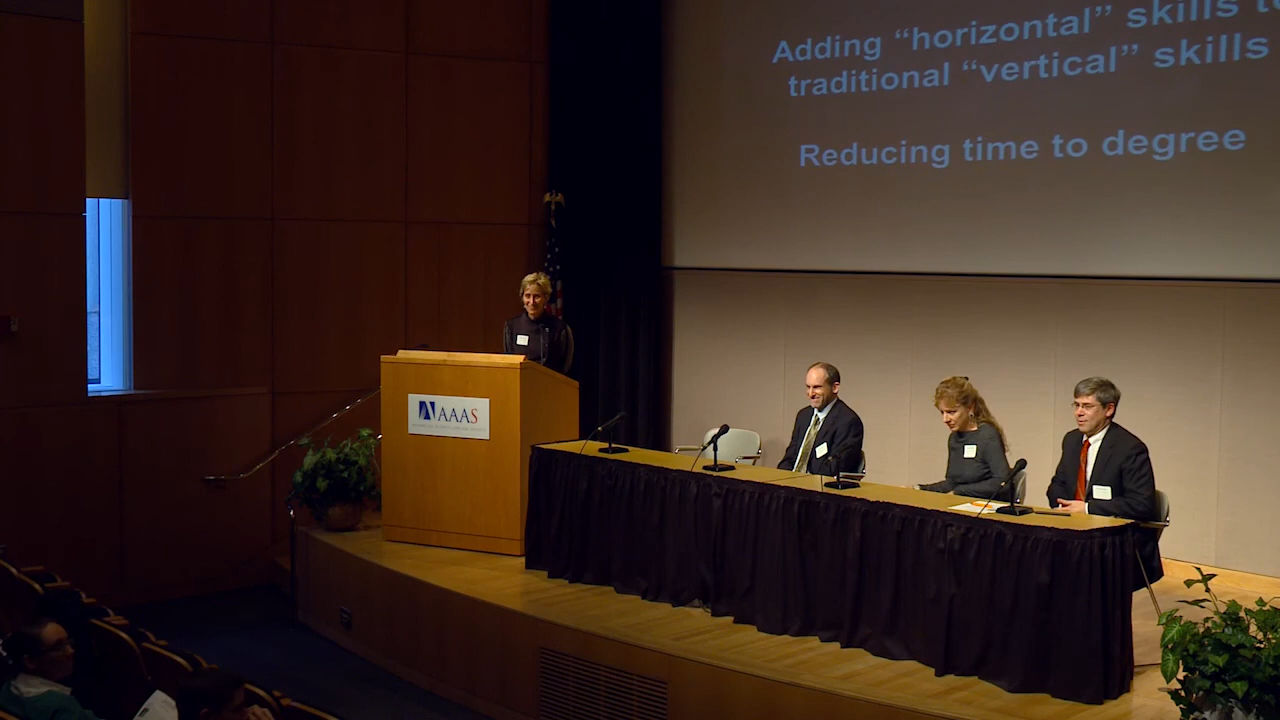 Adding “horizontal” skills to
traditional “vertical” skills
Reducing time to degree
AAAS